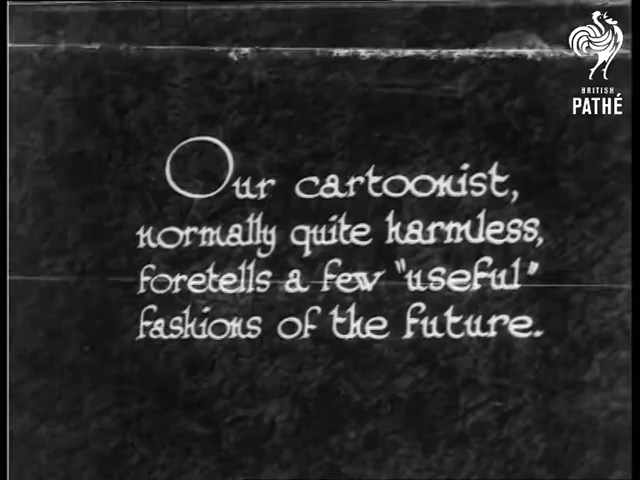 BRITISH
PATHÉ
Our cartoonist,
normally quite harmless,
foretells a few "useful"
fashions of the future.